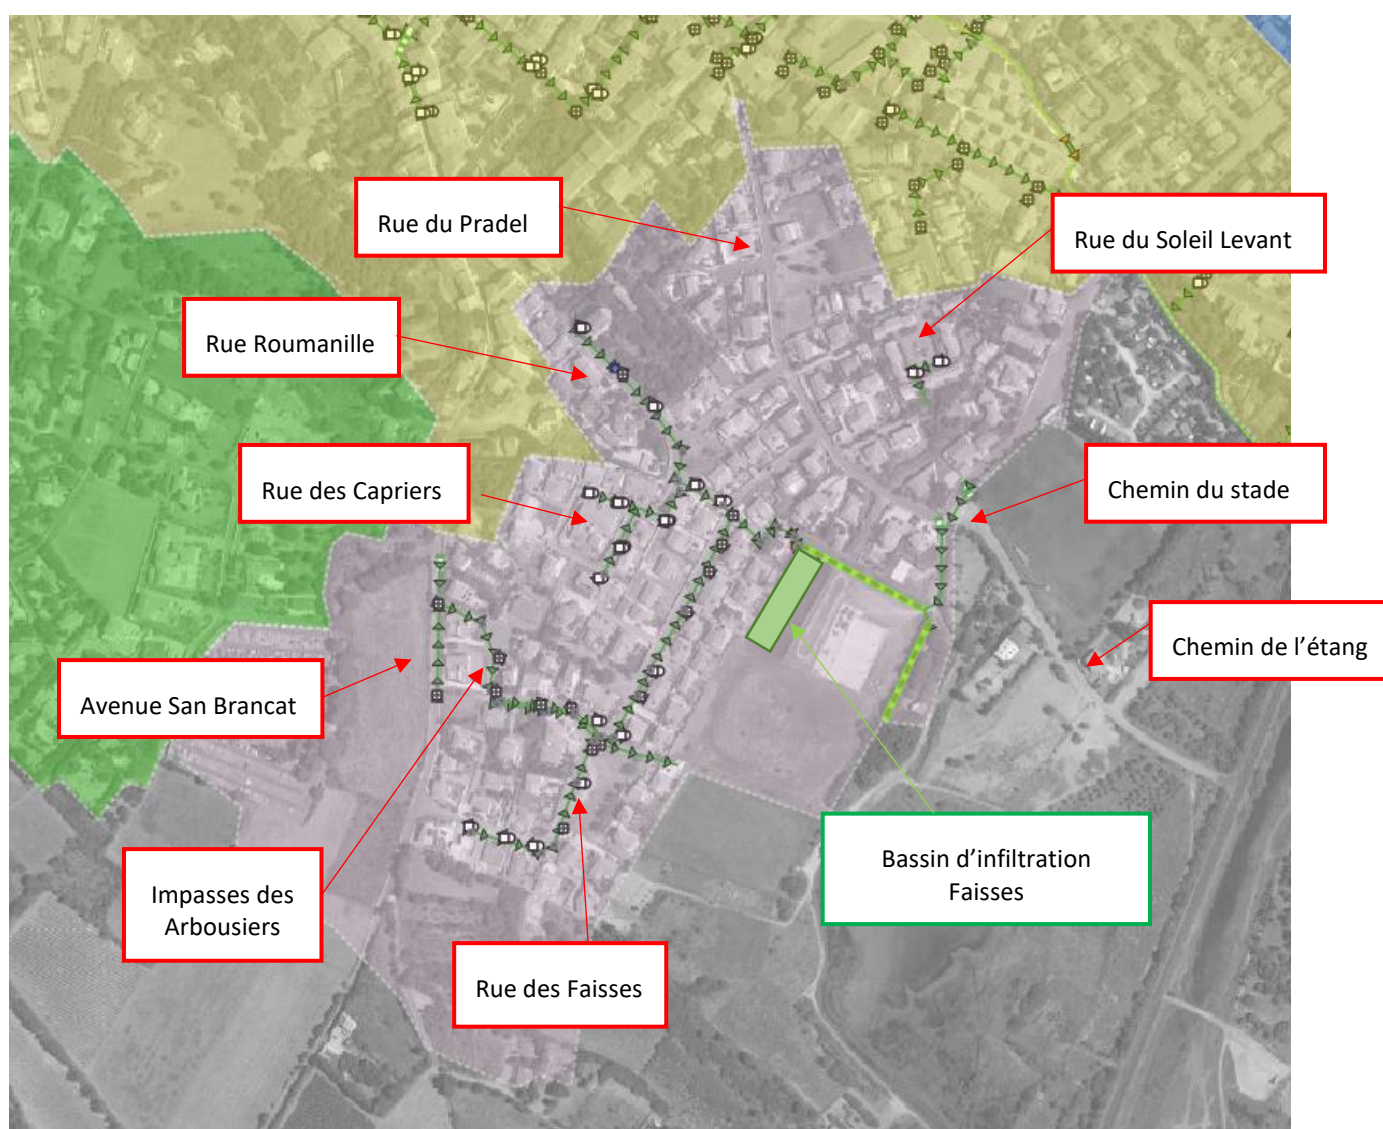 Rue du Pradel
Rue du Soleil Levant
Rue Roumanille
Rue des Capriers
Chemin du stade
Chemin de l’étang
Avenue San Brancat
Bassin d’infiltration
Faisses
Impasses des
Arbousiers
Rue des Faisses